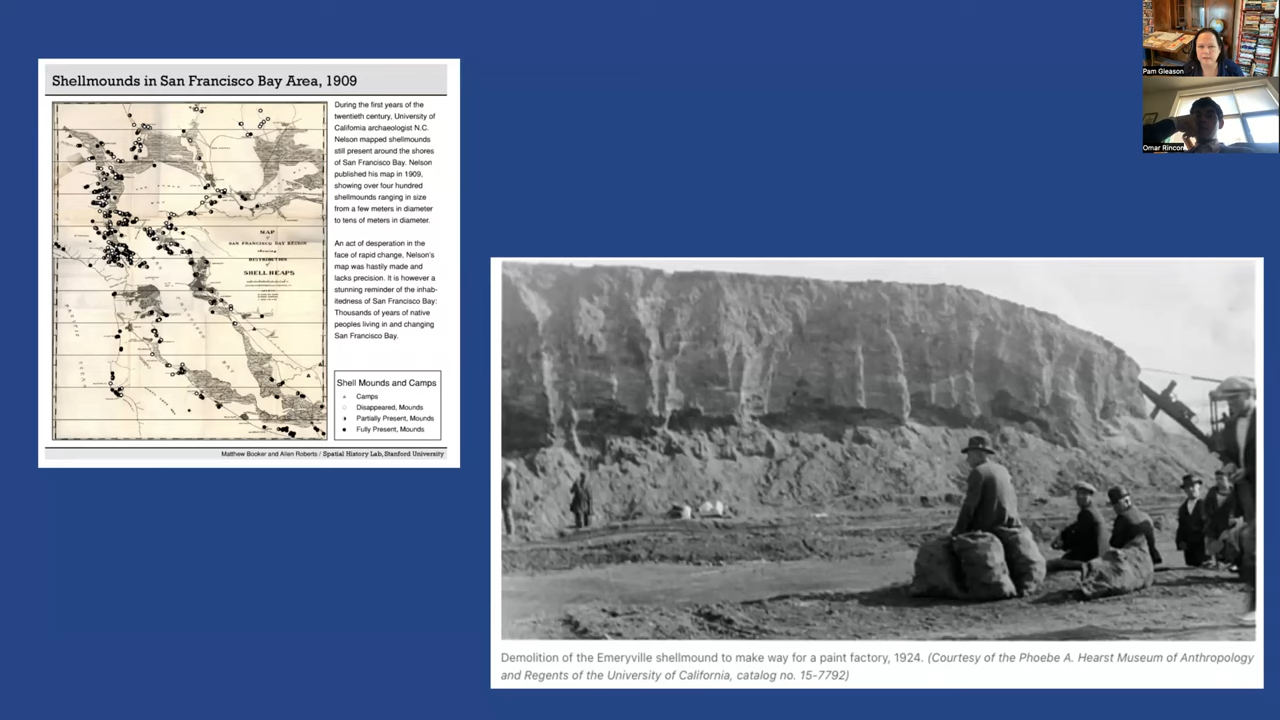 Shellmounds in San Francisco Bay Area, 1909
During the first years of the
twentieth century, University of
California archaeologist N.C.
Nelson mapped shellmounds
still present around the shores
of San Francisco Bay. Nelson
published his map in 1909,
showing over four hundred
shellmounds ranging in size
from a few meters in diameter
to tens of meters in diameter.
An act of desperation in the
face of rapid change, Nelson's
map was hastily made and
lacks precision. It is however a
stunning reminder of the inhab-
itedness of San Francisco Bay:
Thousands of years of native
peoples living in and changing
San Francisco Bay.
MAP
SAN FRANCISCO BAY REGION
DISTRIBUTION
SHELL HEAPS
Shell Mounds and Camps
Camps
Disappeared, Mounds
Partially Present, Mounds
Fully Present, Mounds
Matthew Booker and Allen Roberts / Spatial History Lab, Stanford University
Pam Gleason
Omar Rincon
Demolition of the Emeryville shellmound to make way for a paint factory, 1924. (Courtesy of the Phoebe A. Hearst Museum of Anthropology
and Regents of the University of California, catalog no. 15-7792)